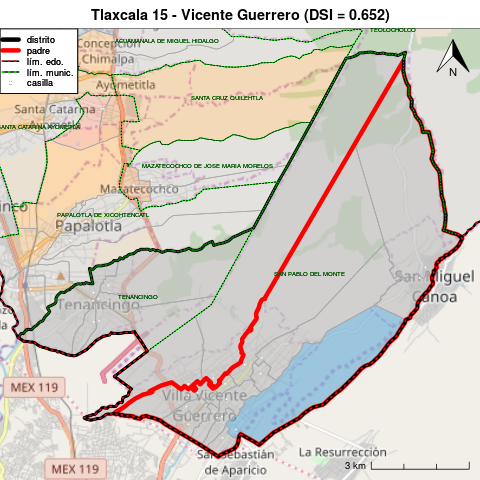 Tlaxcala 15 - Vicente Guerrero (DSI = 0.652)
distrito
padre
lím. edo.
lím. munic.
casilla
ACUAMANALA DE MIGUEL HIDALGO
TEOLOCHOLCO
N
Concepción
Chimalpa
Ayometitla
SANTA CRUZ QUILEHTLA
Santa Catarina
SANTA CATARINA AYOMETLA
MAZATECOCHCO DE JOSE MARIA MORELOS
Mazatecochco
PAPALOTLA DE XICOHTENCATL
Papalotla
SAN PABLO DEL MONTE
San Miguel
Canoa
TENANCINGO
Tenancingo
MEX 119
Villa Vicente
Guerrero
MEX 119
San Sebastián
de Aparicio
La Resurrección
3 km